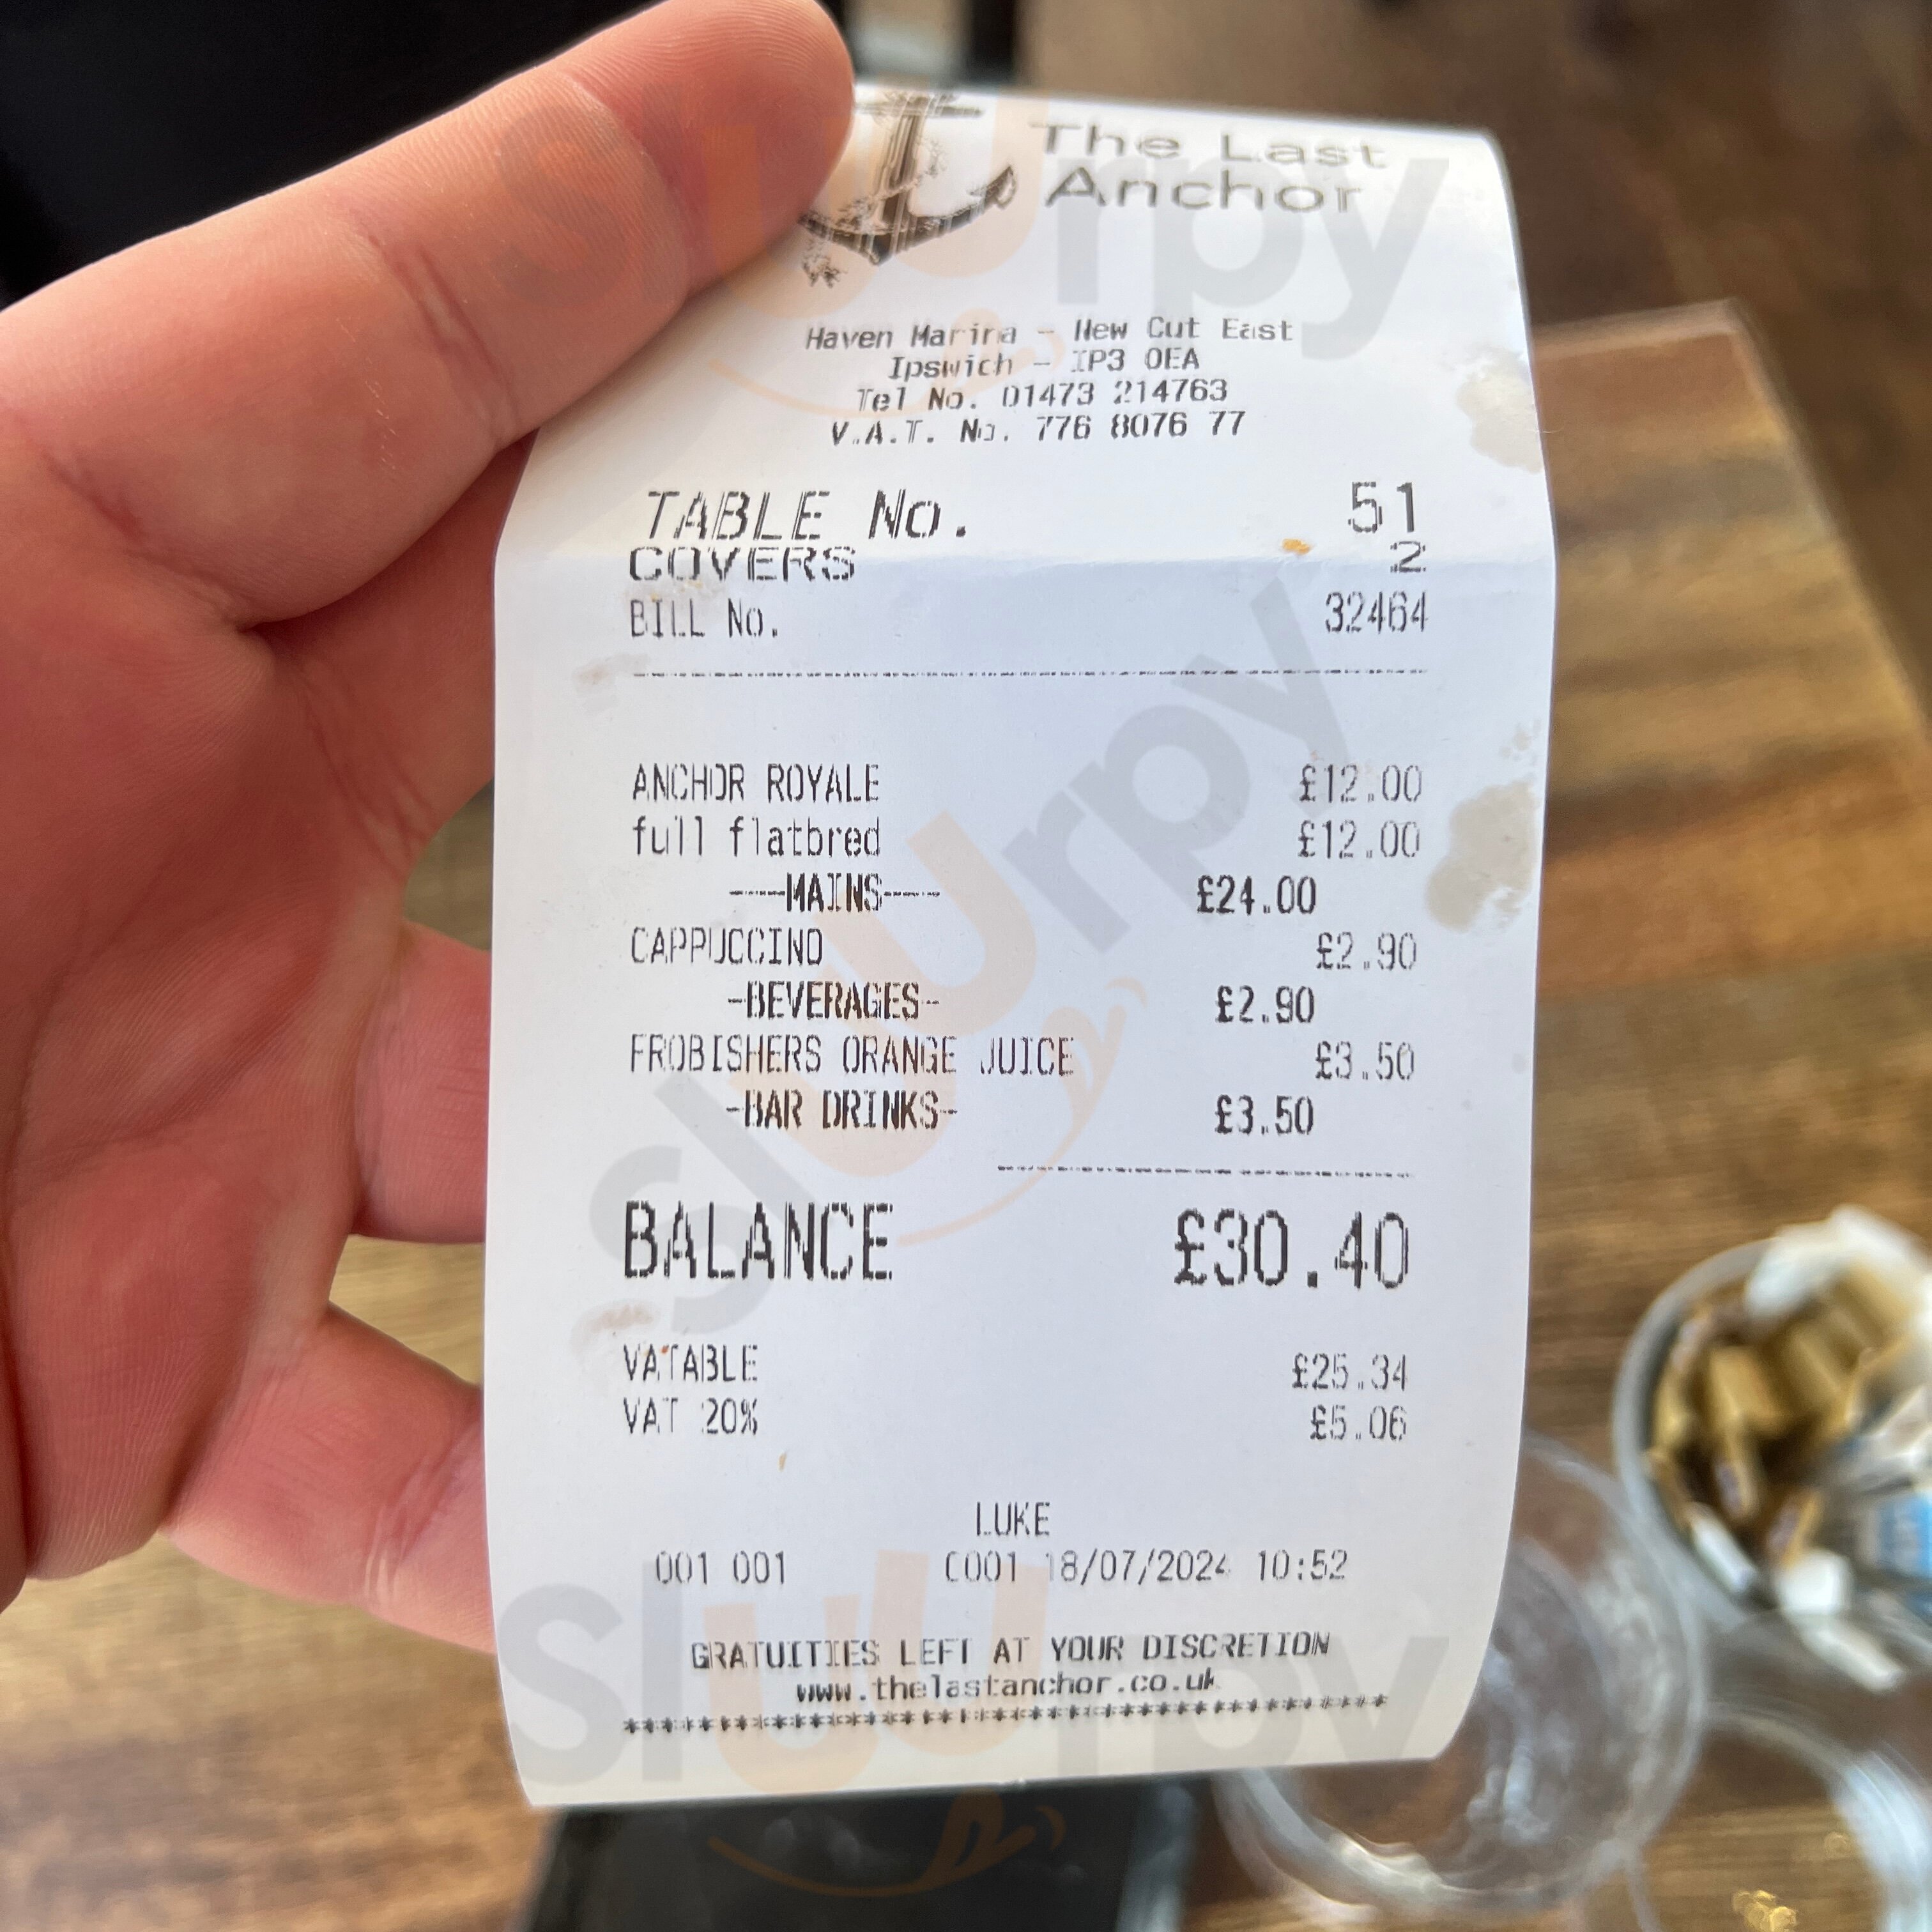 The Last
Anchor
Haven Marina - New Cut East
Ipswich - IP3 0EA
Tel No. 01473 214763
V.A.T. No. 776 8076 77
TABLE No. 51
COVERS 2
BILL No. 32464
ANCHOR ROYALE £12.00
full flatbred £12.00
----MAINS---- £24.00
CAPPUCCINO £2.90
-BEVERAGES- £2.90
FROBISHERS ORANGE JUICE £3.50
-BAR DRINKS- £3.50
BALANCE £30.40
VATABLE £25.34
VAT 20% £5.06
LUKE
001 001 C001 18/07/2024 10:52
GRATUITIES LEFT AT YOUR DISCRETION
www.thelastanchor.co.uk
Slurpy
Slurpy
Slurpy